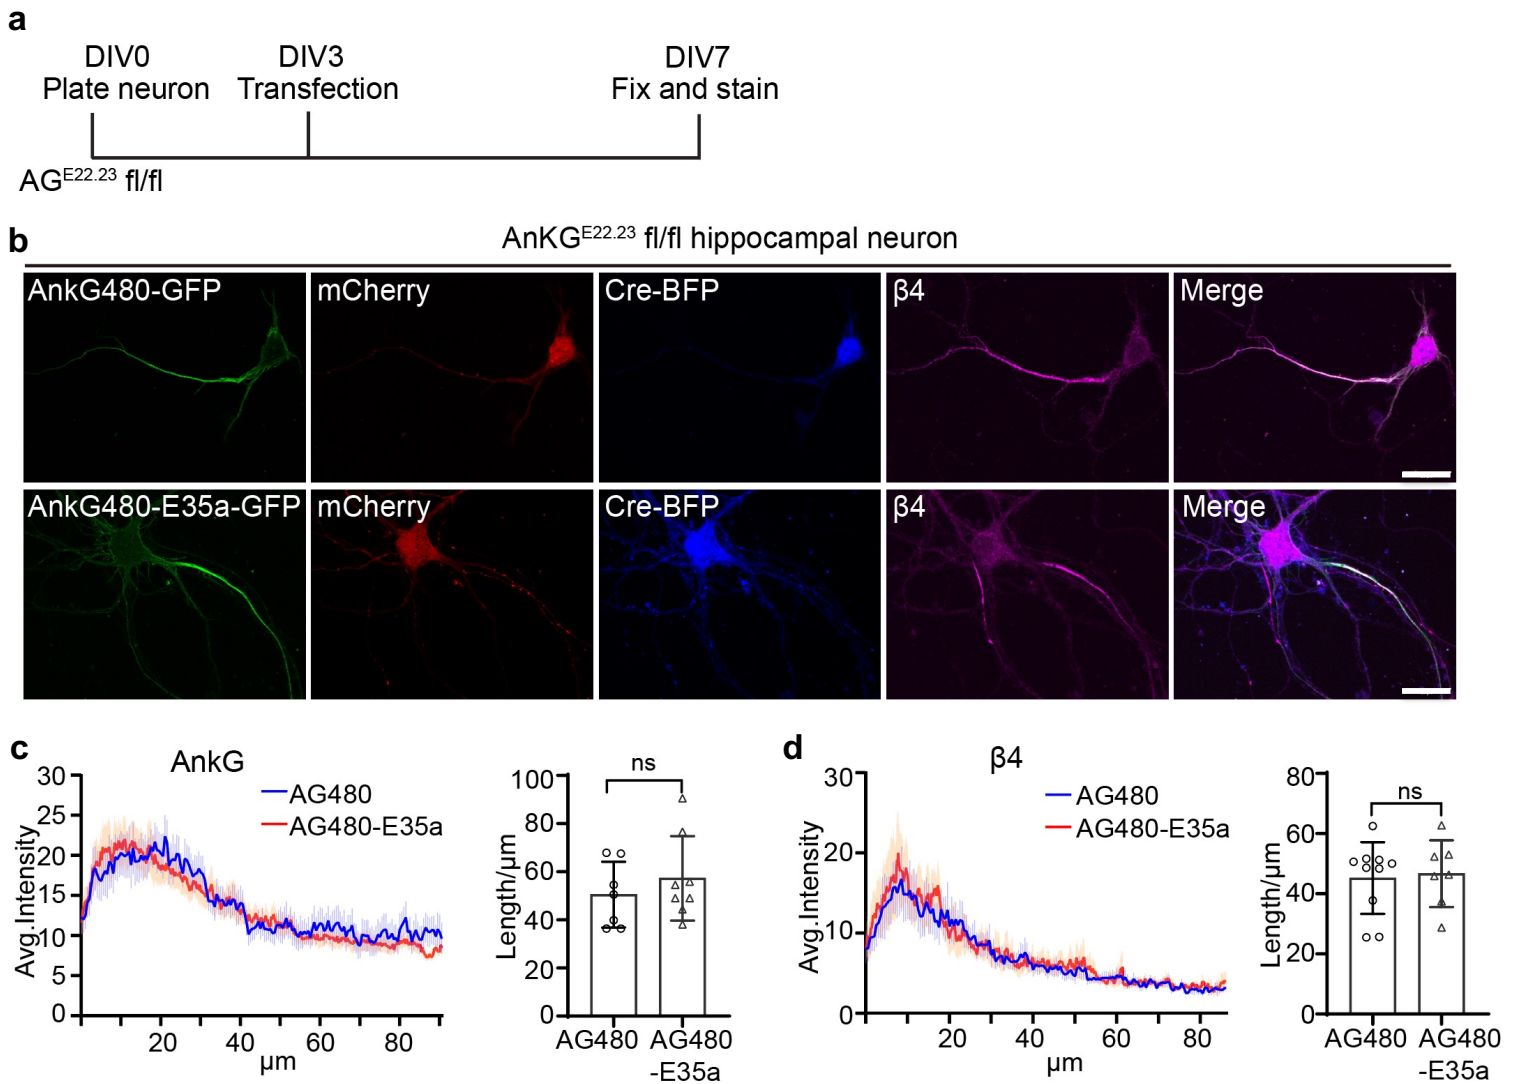 a
DIV0
Plate neuron
DIV3
Transfection
DIV7
Fix and stain
AGE22.23 fl/fl
b
AnKGE22.23 fl/fl hippocampal neuron
AnkG480-GFP
mCherry
Cre-BFP
β4
Merge
AnkG480-E35a-GFP
mCherry
Cre-BFP
β4
Merge
c
AnkG
30
25
20
15
10
5
0
Avg.Intensity
AG480
AG480-E35a
20
40
60
80
µm
100
80
60
40
20
0
Length/µm
ns
AG480
AG480
-E35a
d
β4
30
20
10
0
Avg.Intensity
AG480
AG480-E35a
20
40
60
80
µm
80
60
40
20
0
Length/µm
ns
AG480
AG480
-E35a